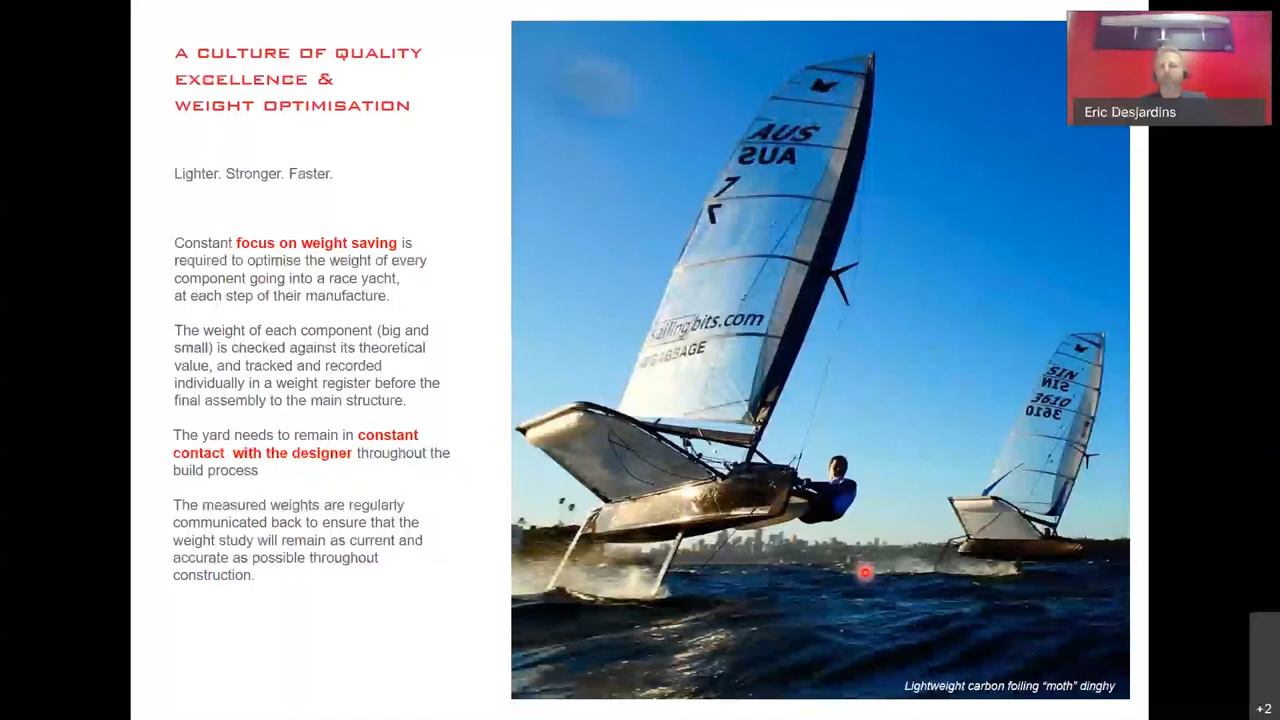 A CULTURE OF QUALITY
EXCELLENCE &
WEIGHT OPTIMISATION
Lighter. Stronger. Faster.
Constant focus on weight saving is
required to optimise the weight of every
component going into a race yacht,
at each step of their manufacture.
The weight of each component (big and
small) is checked against its theoretical
value, and tracked and recorded
individually in a weight register before the
final assembly to the main structure.
The yard needs to remain in constant
contact with the designer throughout the
build process
The measured weights are regularly
communicated back to ensure that the
weight study will remain as current and
accurate as possible throughout
construction.
AUS
AUS
7
7
sailingbits.com
SIN
SIN
3610
3610
Lightweight carbon foiling “moth” dinghy
Eric Desjardins
+2